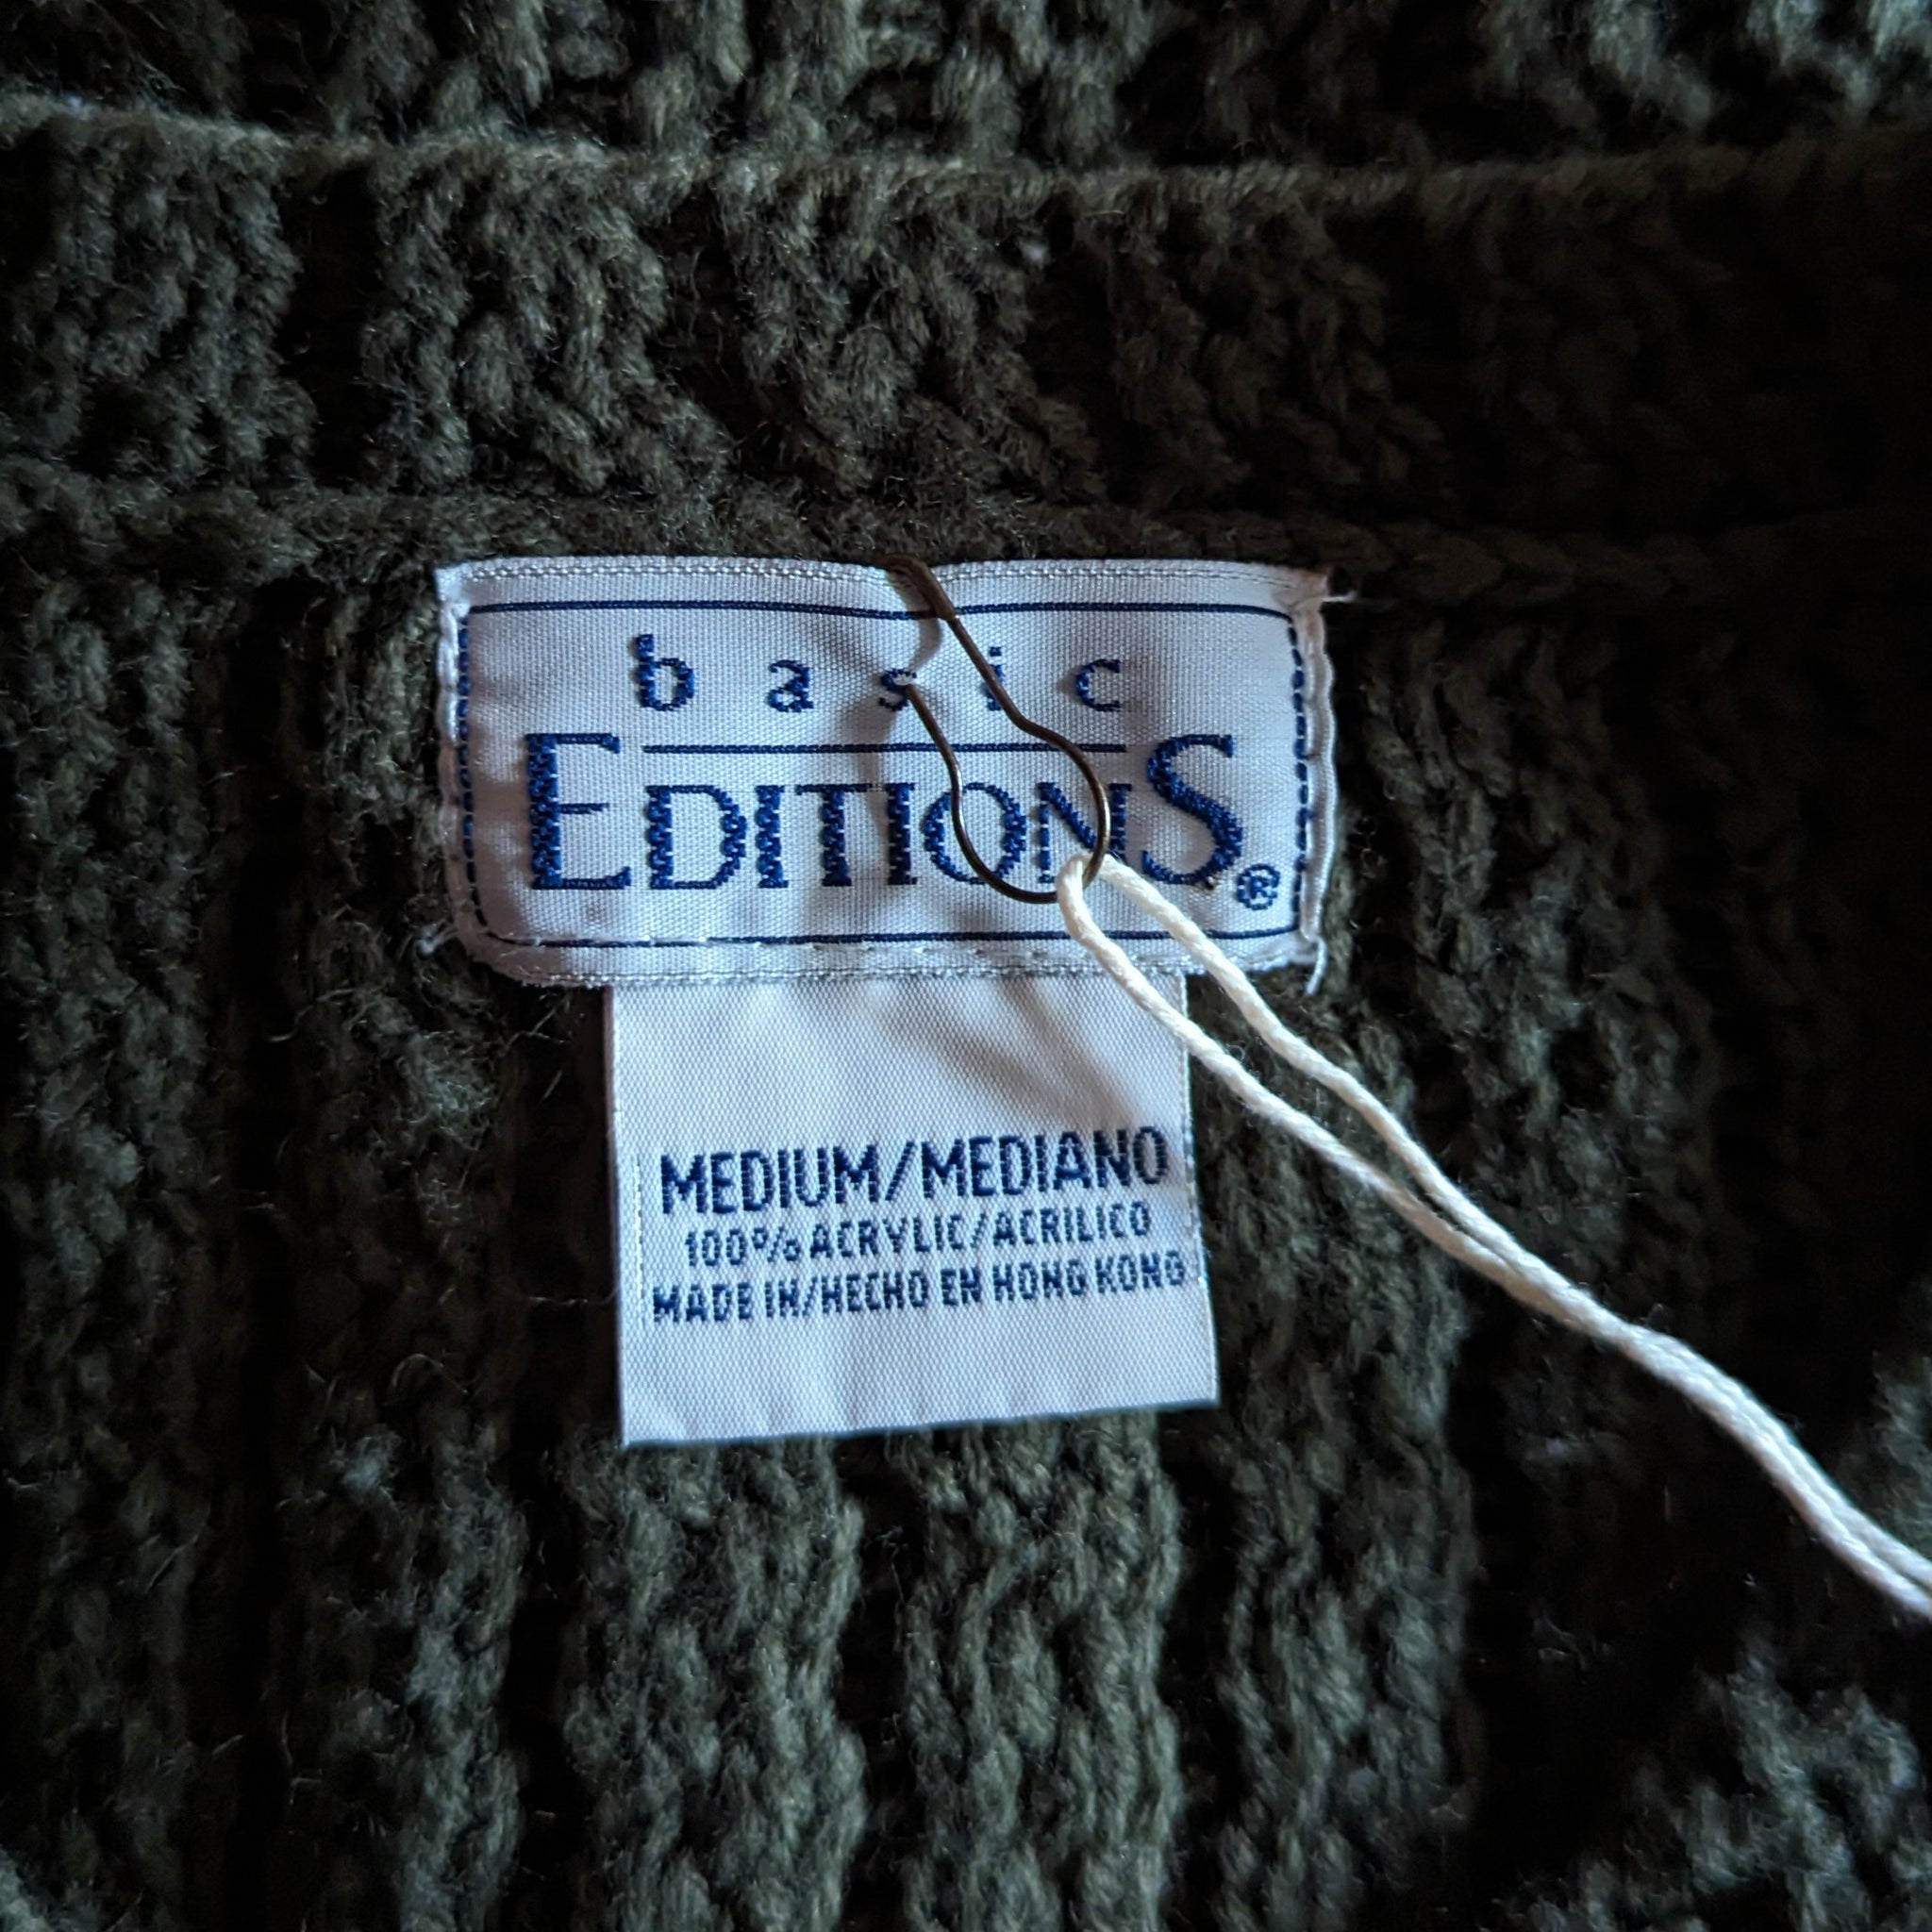 basic
EDITIONS®
MEDIUM/MEDIANO
100% ACRYLIC/ACRILICO
MADE IN/HECHO EN HONG KONG